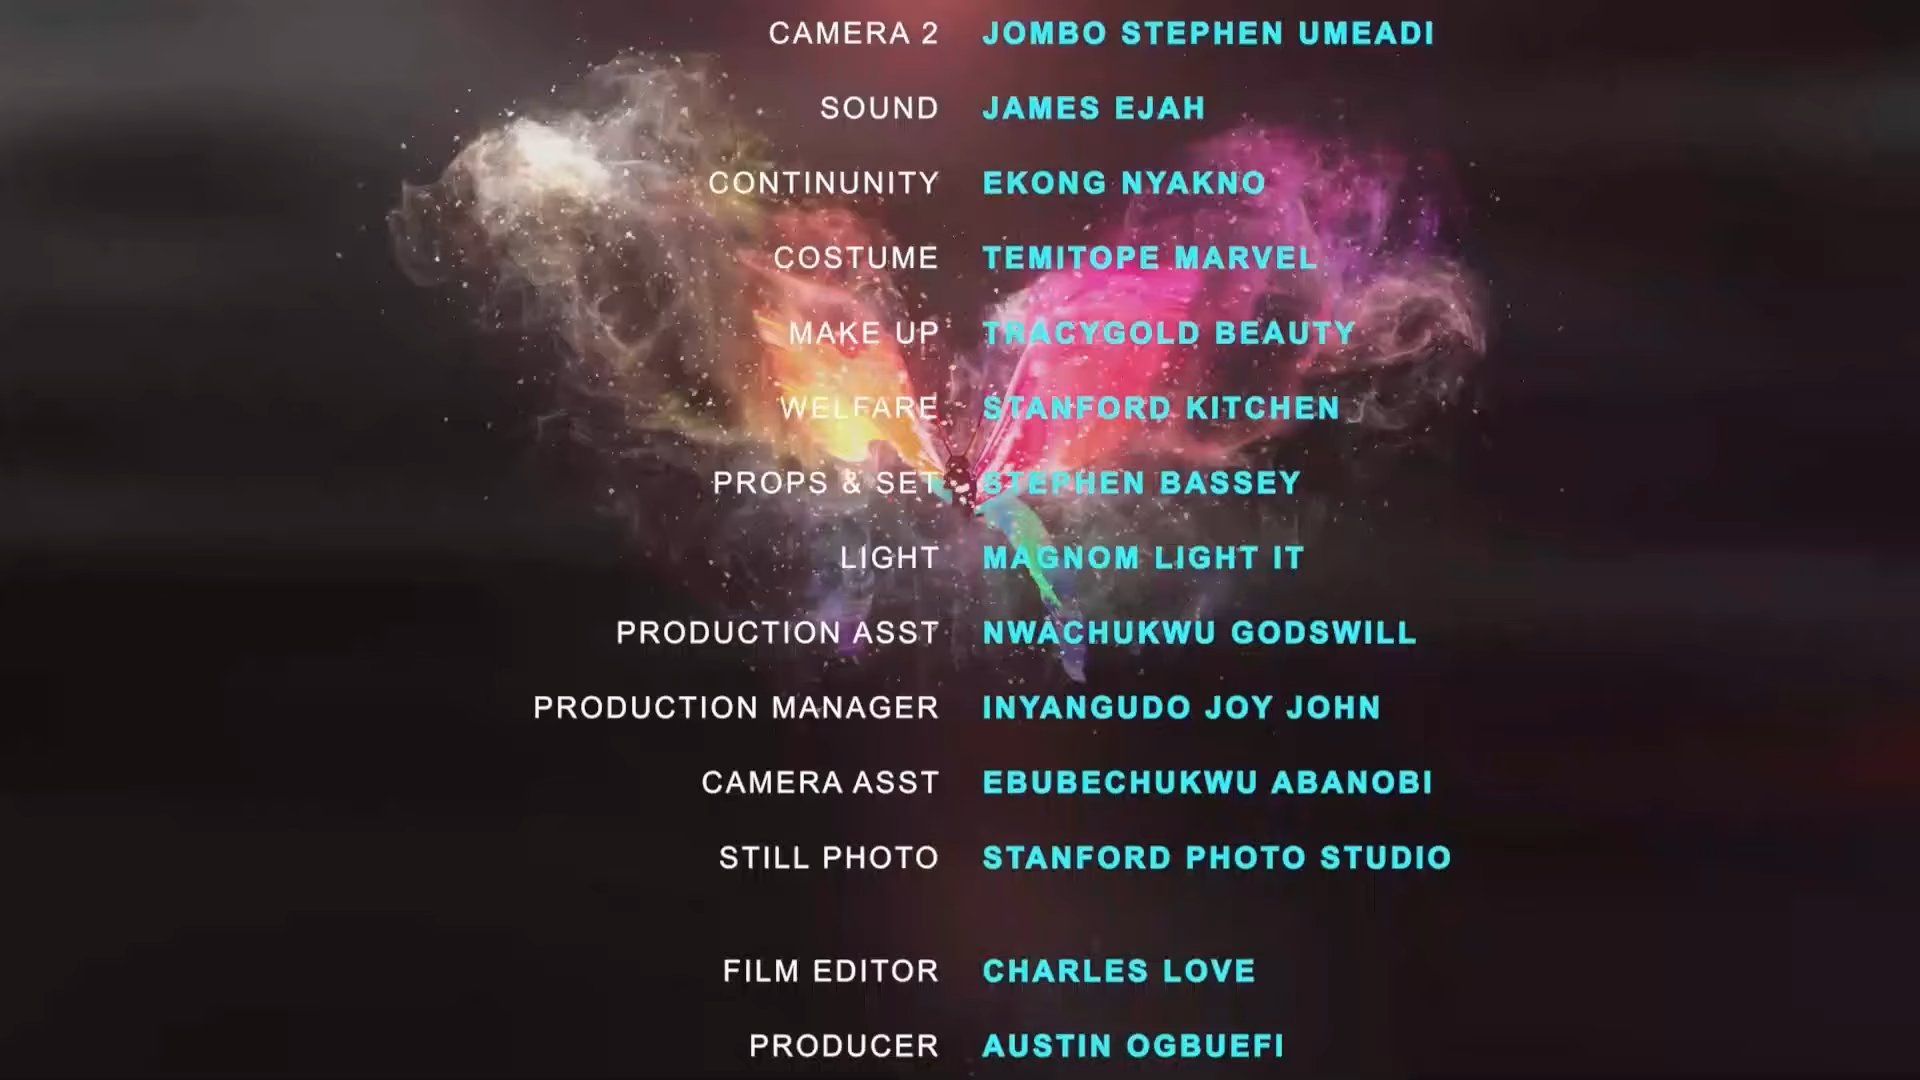 CAMERA 2 JOMBO STEPHEN UMEADI
SOUND JAMES EJAH
CONTINUNITY EKONG NYAKNO
COSTUME TEMITOPE MARVEL
MAKE UP TRACYGOLD BEAUTY
WELFARE STANFORD KITCHEN
PROPS & SET STEPHEN BASSEY
LIGHT MAGNOM LIGHT IT
PRODUCTION ASST NWACHUKWU GODSWILL
PRODUCTION MANAGER INYANGUDO JOY JOHN
CAMERA ASST EBUBECHUKWU ABANOBI
STILL PHOTO STANFORD PHOTO STUDIO
FILM EDITOR CHARLES LOVE
PRODUCER AUSTIN OGBUEFI